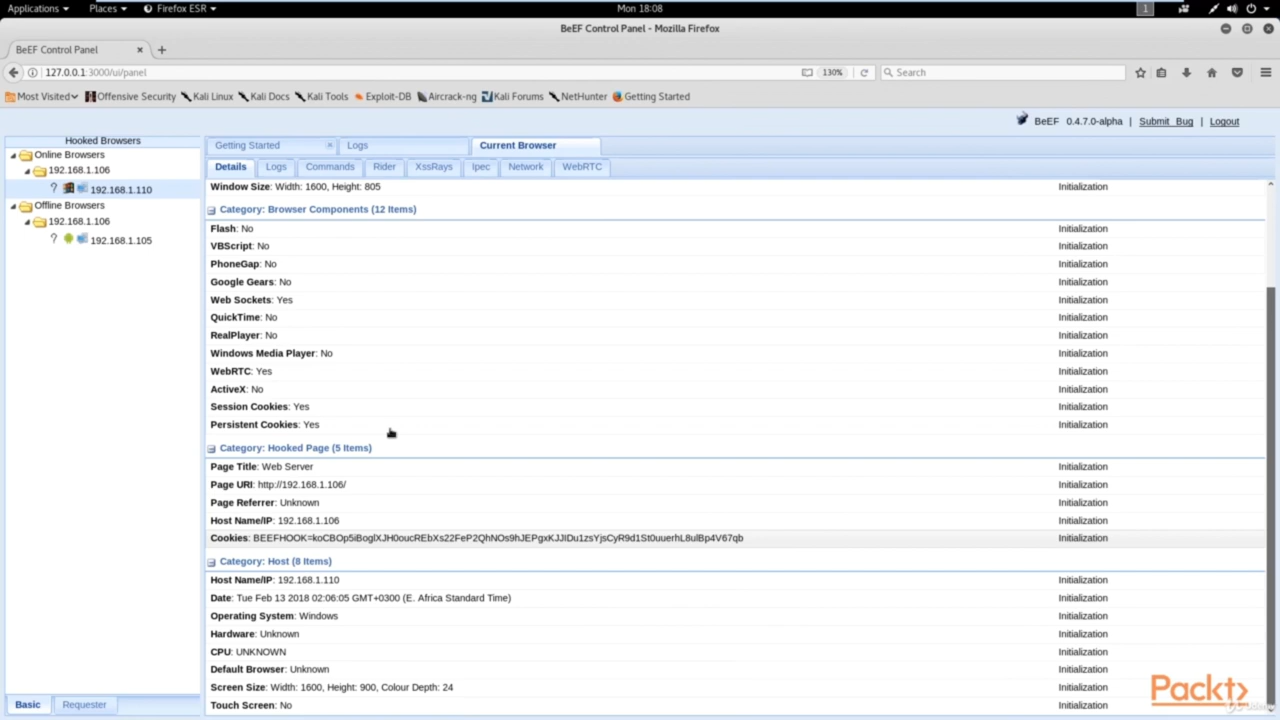 Applications Places Firefox ESR Mon 18:08 1
BeEF Control Panel - Mozilla Firefox
BeEF Control Panel
127.0.0.1:3000/ui/panel 130% Search
Most Visited Offensive Security Kali Linux Kali Docs Kali Tools Exploit-DB Aircrack-ng Kali Forums NetHunter Getting Started
BeEF 0.4.7.0-alpha | Submit Bug | Logout
Hooked Browsers
Online Browsers
192.168.1.106
? 192.168.1.110
Offline Browsers
192.168.1.106
? 192.168.1.105
Basic Requester
Getting Started Logs Current Browser
Details Logs Commands Rider XssRays Ipec Network WebRTC
Window Size: Width: 1600, Height: 805 Initialization
Category: Browser Components (12 Items)
Flash: No Initialization
VBScript: No Initialization
PhoneGap: No Initialization
Google Gears: No Initialization
Web Sockets: Yes Initialization
QuickTime: No Initialization
RealPlayer: No Initialization
Windows Media Player: No Initialization
WebRTC: Yes Initialization
ActiveX: No Initialization
Session Cookies: Yes Initialization
Persistent Cookies: Yes Initialization
Category: Hooked Page (5 Items)
Page Title: Web Server Initialization
Page URI: http://192.168.1.106/ Initialization
Page Referrer: Unknown Initialization
Host Name/IP: 192.168.1.106 Initialization
Cookies: Initialization
Category: Host (8 Items)
Host Name/IP: 192.168.1.110 Initialization
Date: Tue Feb 13 2018 02:06:05 GMT+0300 (E. Africa Standard Time) Initialization
Operating System: Windows Initialization
Hardware: Unknown Initialization
CPU: UNKNOWN Initialization
Default Browser: Unknown Initialization
Screen Size: Width: 1600, Height: 900, Colour Depth: 24 Initialization
Touch Screen: No Initialization
Packt